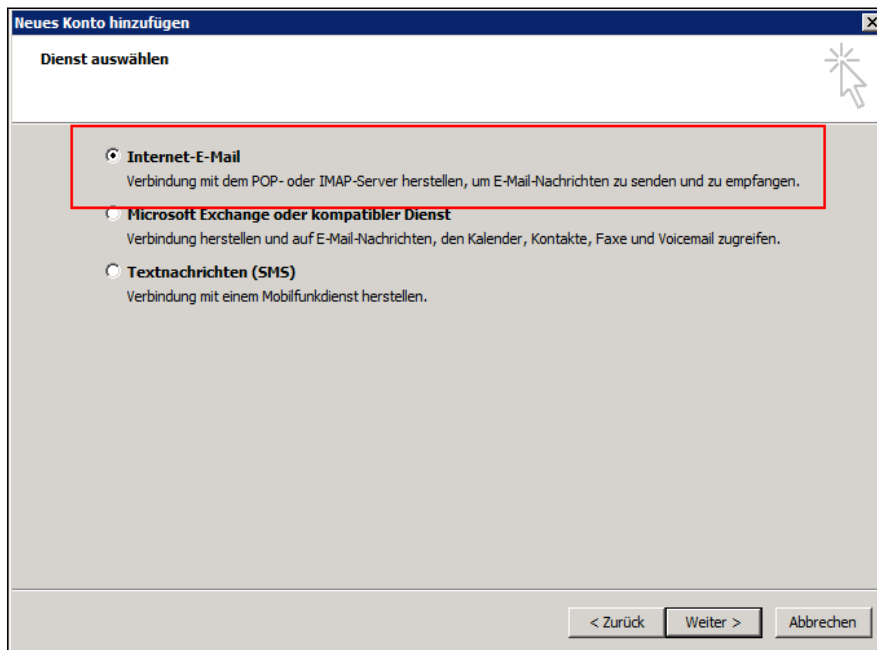 Neues Konto hinzufügen
Dienst auswählen
Internet-E-Mail
Verbindung mit dem POP- oder IMAP-Server herstellen, um E-Mail-Nachrichten zu senden und zu empfangen.
Microsoft Exchange oder kompatibler Dienst
Verbindung herstellen und auf E-Mail-Nachrichten, den Kalender, Kontakte, Faxe und Voicemail zugreifen.
Textnachrichten (SMS)
Verbindung mit einem Mobilfunkdienst herstellen.
< Zurück Weiter > Abbrechen